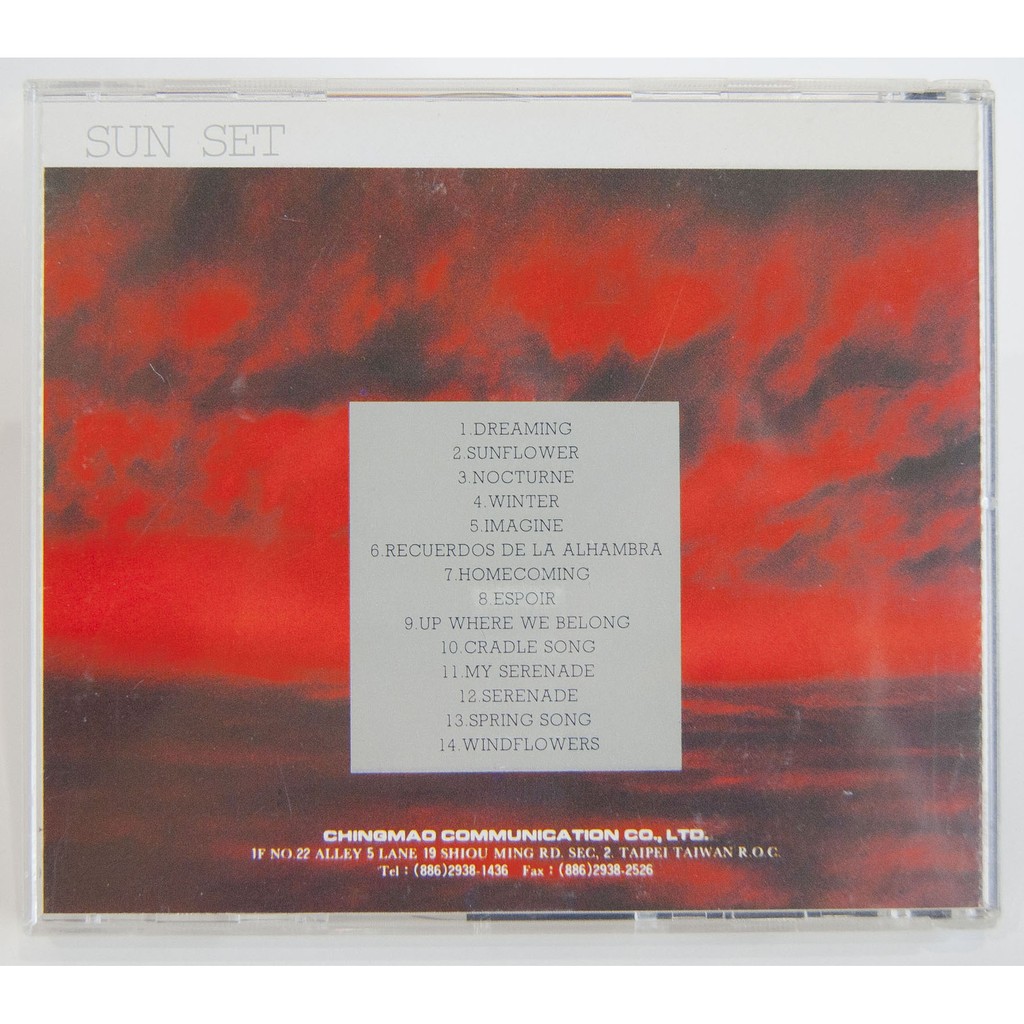 SUN SET
1.DREAMING
2.SUNFLOWER
3.NOCTURNE
4.WINTER
5.IMAGINE
6.RECUERDOS DE LA ALHAMBRA
7.HOMECOMING
8.ESPOIR
9.UP WHERE WE BELONG
10.CRADLE SONG
11.MY SERENADE
12.SERENADE
13.SPRING SONG
14.WINDFLOWERS
CHINGMAO COMMUNICATION CO., LTD.
1F NO.22 ALLEY 5 LANE 19 SHIOU MING RD. SEC, 2. TAIPEI TAIWAN R.O.C.
Tel : (886)2938-1436 Fax : (886)2938-2526